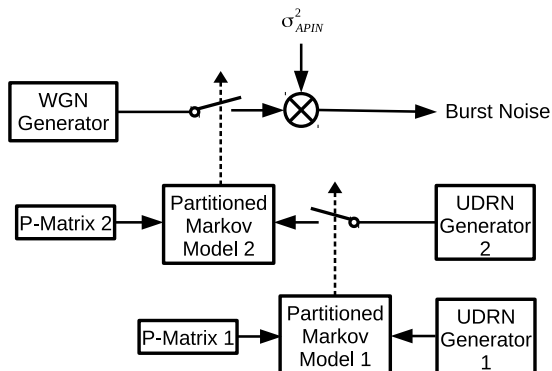 σ²_APIN
WGN
Generator
Burst Noise
P-Matrix 2
Partitioned
Markov
Model 2
UDRN
Generator
2
P-Matrix 1
Partitioned
Markov
Model 1
UDRN
Generator
1